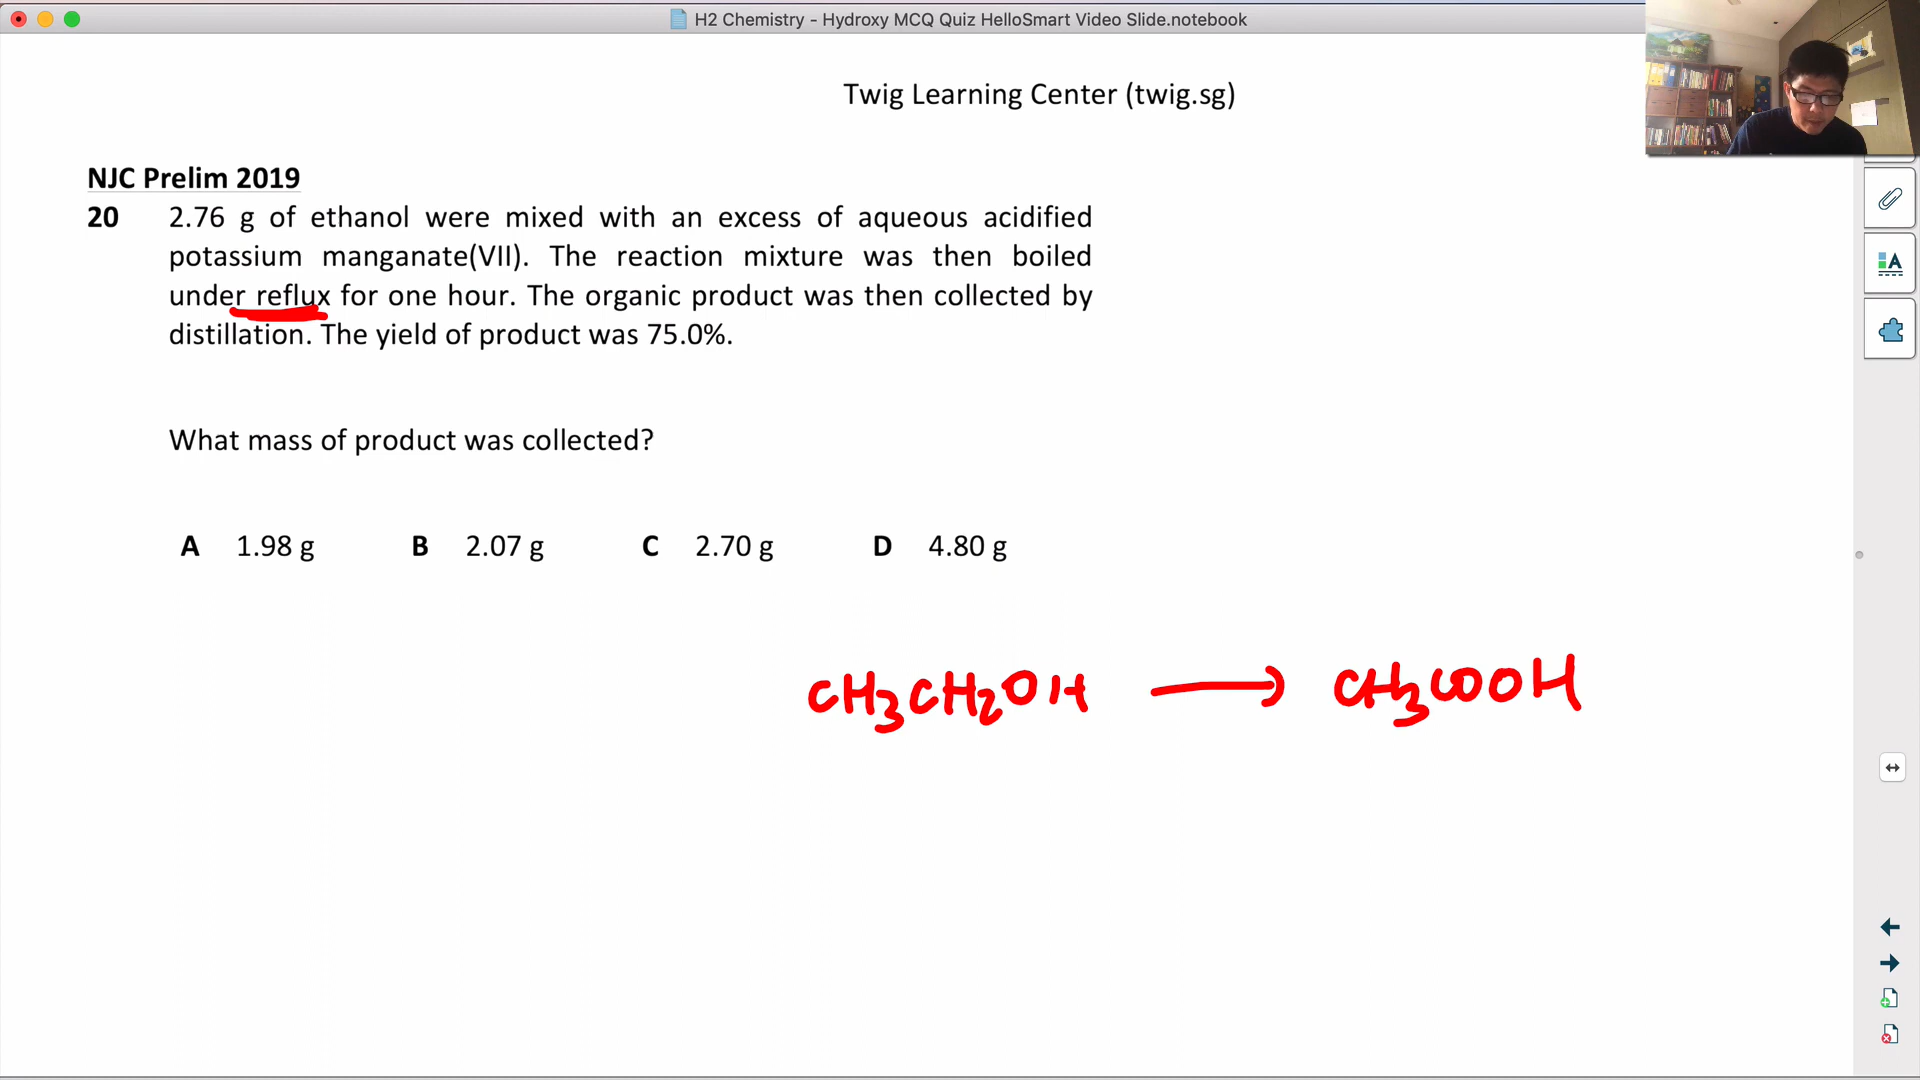 H2 Chemistry - Hydroxy MCQ Quiz HelloSmart Video Slide.notebook
Twig Learning Center (twig.sg)
NJC Prelim 2019
20 2.76 g of ethanol were mixed with an excess of aqueous acidified
potassium manganate(VII). The reaction mixture was then boiled
under reflux for one hour. The organic product was then collected by
distillation. The yield of product was 75.0%.
What mass of product was collected?
A 1.98 g B 2.07 g C 2.70 g D 4.80 g
CH3CH2OH → CH3COOH